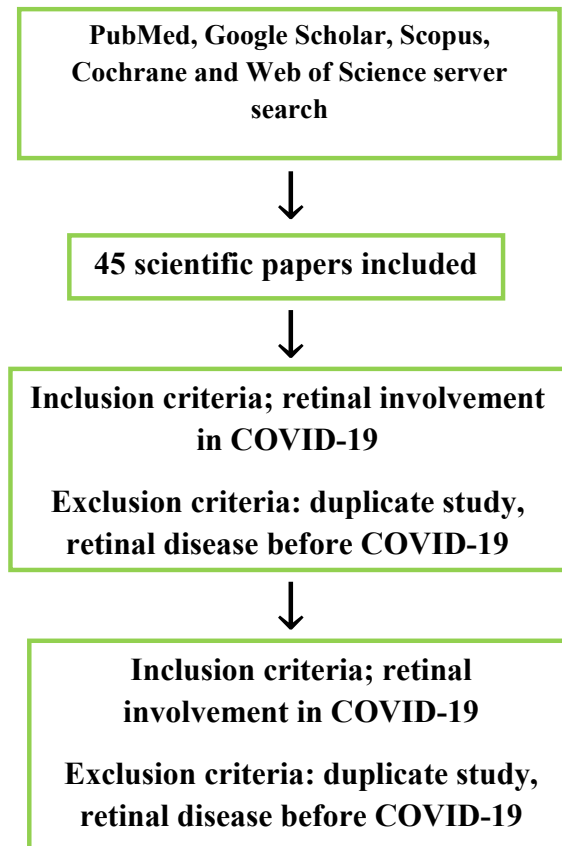 PubMed, Google Scholar, Scopus,
Cochrane and Web of Science server
search
45 scientific papers included
Inclusion criteria; retinal involvement
in COVID-19
Exclusion criteria: duplicate study,
retinal disease before COVID-19
Inclusion criteria; retinal
involvement in COVID-19
Exclusion criteria: duplicate study,
retinal disease before COVID-19